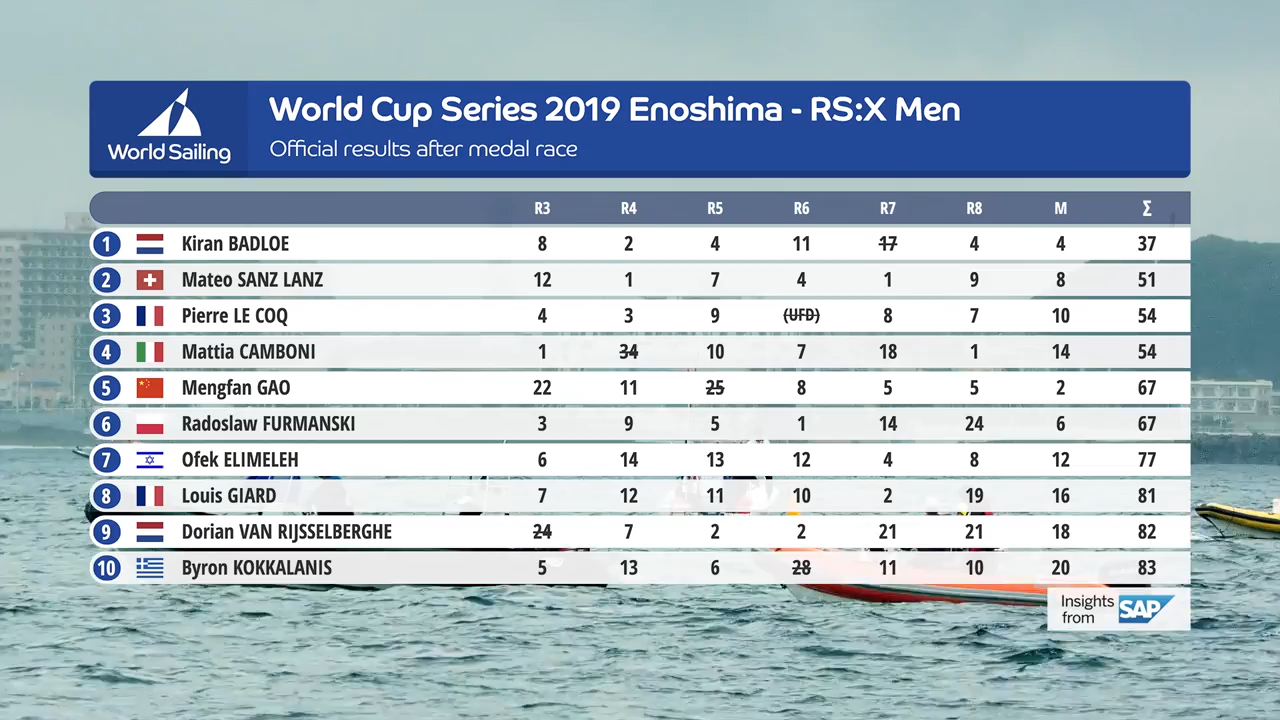 World Sailing
World Cup Series 2019 Enoshima - RS:X Men
Official results after medal race
R3 R4 R5 R6 R7 R8 M Σ
1 Kiran BADLOE 8 2 4 11 17 4 4 37
2 Mateo SANZ LANZ 12 1 7 4 1 9 8 51
3 Pierre LE COQ 4 3 9 (UFD) 8 7 10 54
4 Mattia CAMBONI 1 34 10 7 18 1 14 54
5 Mengfan GAO 22 11 25 8 5 5 2 67
6 Radoslaw FURMANSKI 3 9 5 1 14 24 6 67
7 Ofek ELIMELEH 6 14 13 12 4 8 12 77
8 Louis GIARD 7 12 11 10 2 19 16 81
9 Dorian VAN RIJSSELBERGHE 24 7 2 2 21 21 18 82
10 Byron KOKKALANIS 5 13 6 28 11 10 20 83
Insights
from SAP